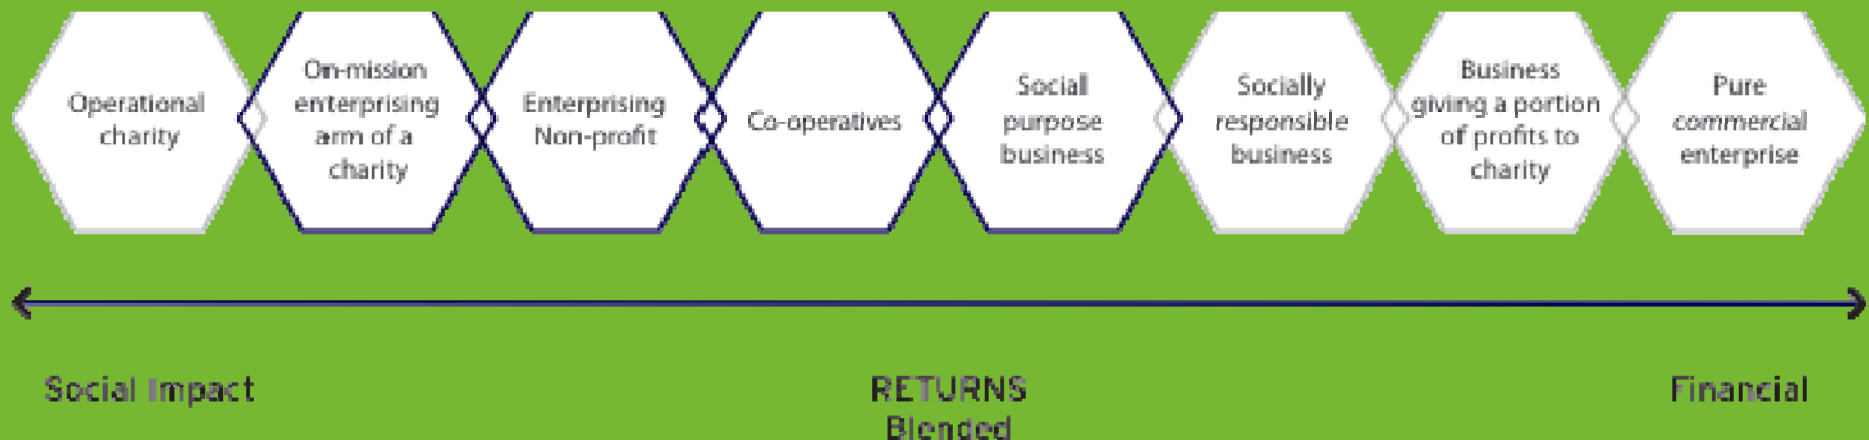 Operational
charity
On-mission
enterprising
arm of a
charity
Enterprising
Non-profit
Co-operatives
Social
purpose
business
Socially
responsible
business
Business
giving a portion
of profits to
charity
Pure
commercial
enterprise
Social Impact
RETURNS
Blended
Financial